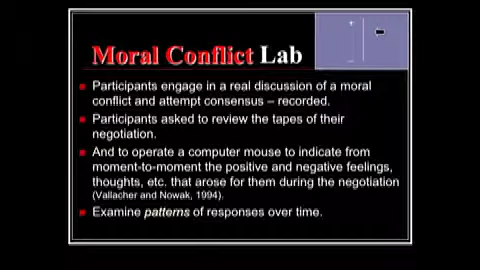 Moral Conflict Lab
Participants engage in a real discussion of a moral
conflict and attempt consensus – recorded.
Participants asked to review the tapes of their
negotiation.
And to operate a computer mouse to indicate from
moment-to-moment the positive and negative feelings,
thoughts, etc. that arose for them during the negotiation
(Vallacher and Nowak, 1994).
Examine patterns of responses over time.